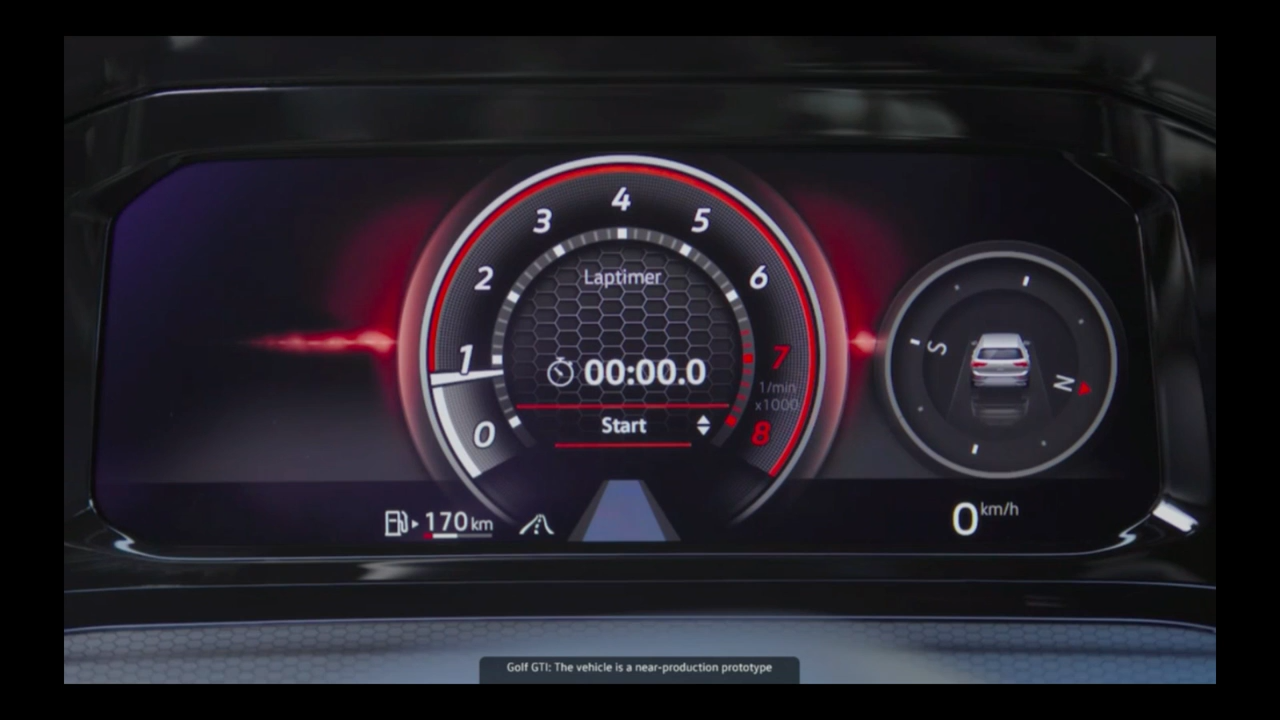 4
3
5
2
Laptimer
6
1
00:00.0
7
1/min
x1000
0
Start
8
S
N
170 km
0 km/h
Golf GTI: The vehicle is a near-production prototype